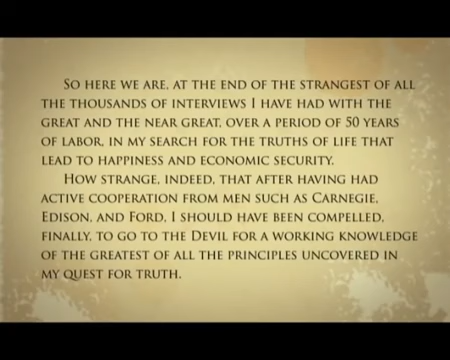 So here we are, at the end of the strangest of all
the thousands of interviews I have had with the
great and the near great, over a period of 50 years
of labor, in my search for the truths of life that
lead to happiness and economic security.
How strange, indeed, that after having had
active cooperation from men such as Carnegie,
Edison, and Ford, I should have been compelled,
finally, to go to the Devil for a working knowledge
of the greatest of all the principles uncovered in
my quest for truth.